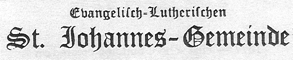 Evangelisch-Lutherischen
St. Johannes-Gemeinde